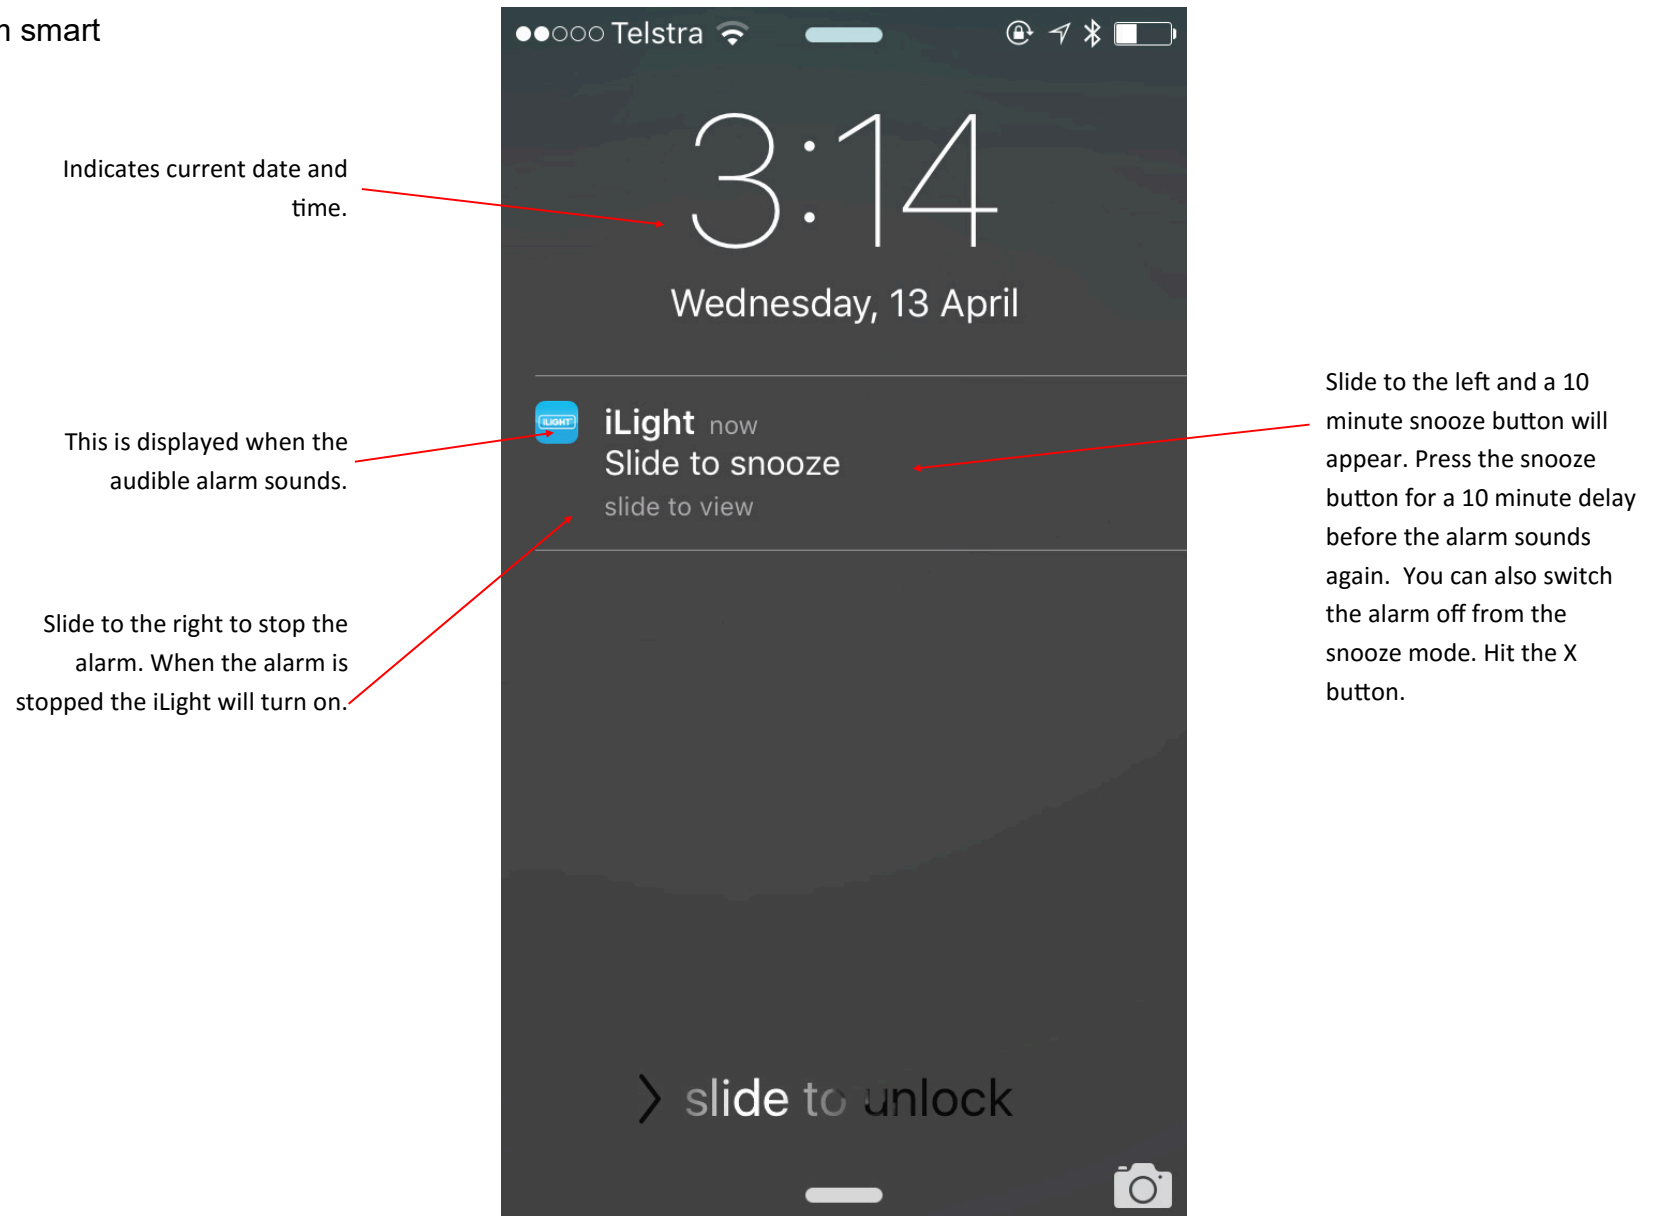 n smart
Telstra
3:14
Wednesday, 13 April
Indicates current date and
time.
iLIGHT
iLight now
Slide to snooze
slide to view
This is displayed when the
audible alarm sounds.
Slide to the right to stop the
alarm. When the alarm is
stopped the iLight will turn on.
Slide to the left and a 10
minute snooze button will
appear. Press the snooze
button for a 10 minute delay
before the alarm sounds
again.  You can also switch
the alarm off from the
snooze mode. Hit the X
button.
slide to unlock